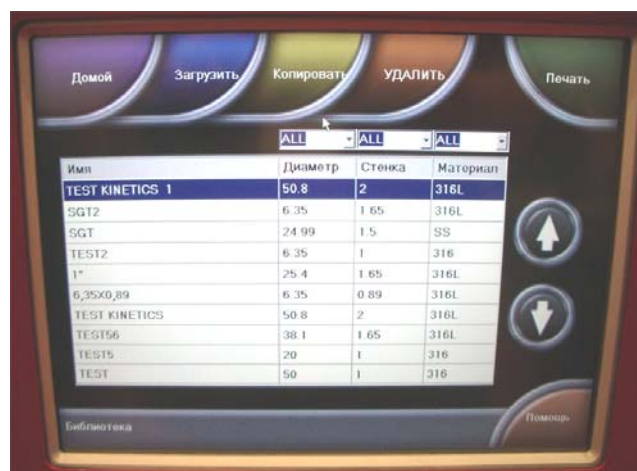 Домой Загрузить Копировать УДАЛИТЬ Печать
ALL ALL ALL
Имя Диаметр Стенка Материал
TEST KINETICS 1 50.8 2 316L
SGT2 6.35 1.65 316L
SGT 24.99 1.5 SS
TEST2 6.35 1 316
1" 25.4 1.65 316L
6,35X0,89 6.35 0.89 316L
TEST KINETICS 50.8 2 316L
TEST56 38.1 1.65 316L
TEST5 20 1 316
TEST 50 1 316
Библиотека Помощь